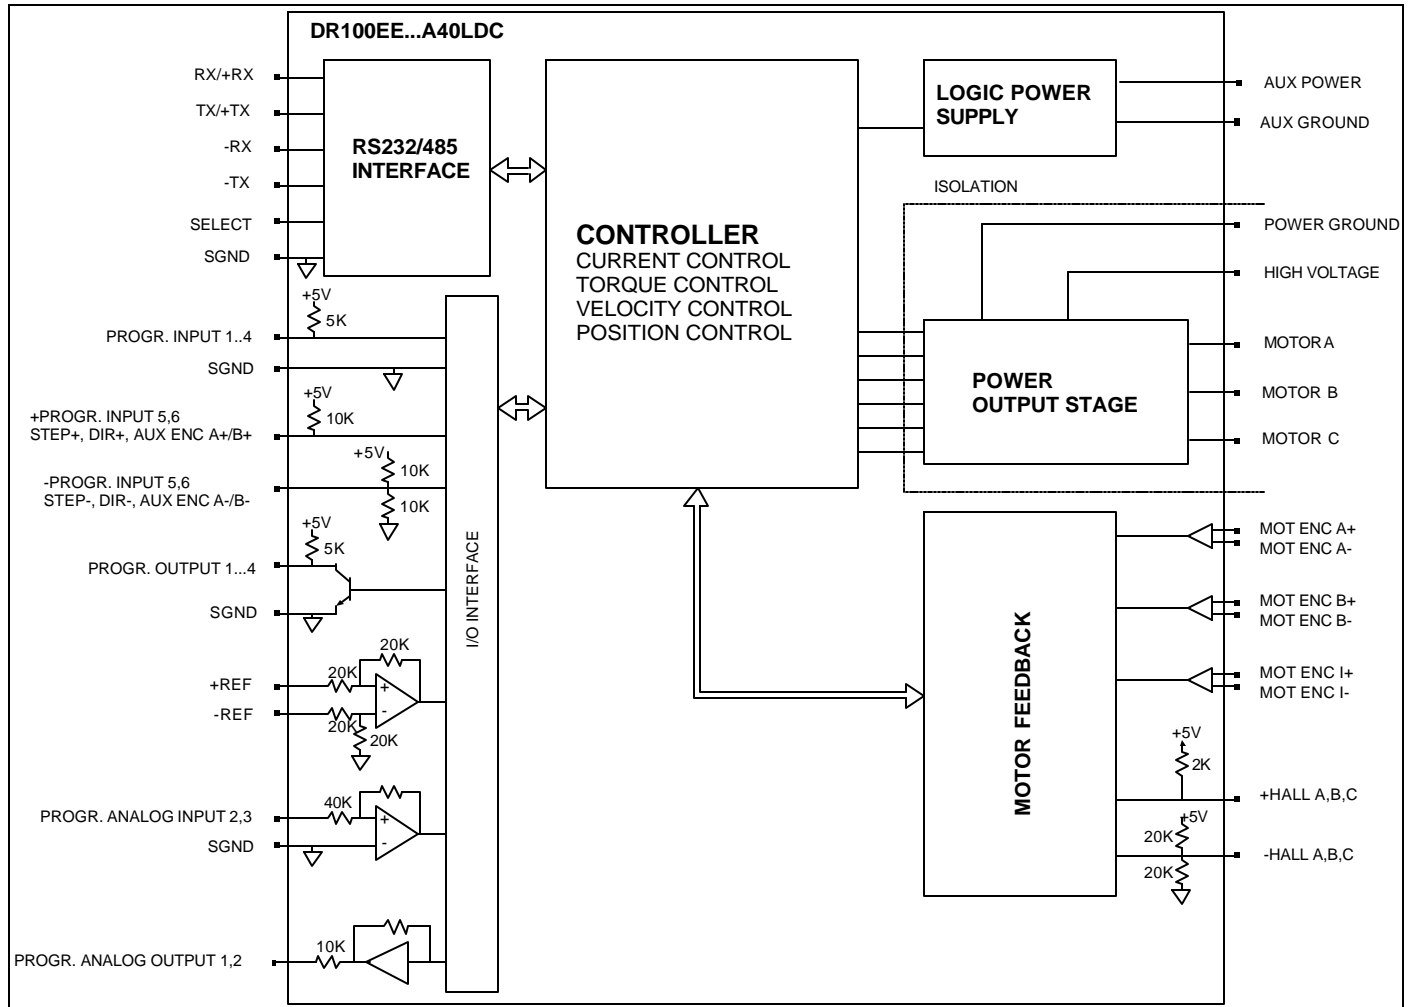 DR100EE...A40LDC
RX/+RX
TX/+TX
-RX
-TX
SELECT
SGND
RS232/485
INTERFACE
CONTROLLER
CURRENT CONTROL
TORQUE CONTROL
VELOCITY CONTROL
POSITION CONTROL
LOGIC POWER
SUPPLY
AUX POWER
AUX GROUND
ISOLATION
POWER GROUND
HIGH VOLTAGE
POWER
OUTPUT STAGE
MOTOR A
MOTOR B
MOTOR C
+5V
5K
PROGR. INPUT 1..4
SGND
+5V
10K
+PROGR. INPUT 5,6
STEP+, DIR+, AUX ENC A+/B+
+5V
10K
10K
-PROGR. INPUT 5,6
STEP-, DIR-, AUX ENC A-/B-
+5V
5K
PROGR. OUTPUT 1...4
SGND
I/O INTERFACE
20K
20K
+REF
-REF
+
-
20K
20K
40K
PROGR. ANALOG INPUT 2,3
SGND
+
-
10K
PROGR. ANALOG OUTPUT 1,2
MOTOR FEEDBACK
MOT ENC A+
MOT ENC A-
MOT ENC B+
MOT ENC B-
MOT ENC I+
MOT ENC I-
+5V
2K
+HALL A,B,C
+5V
20K
-HALL A,B,C
20K